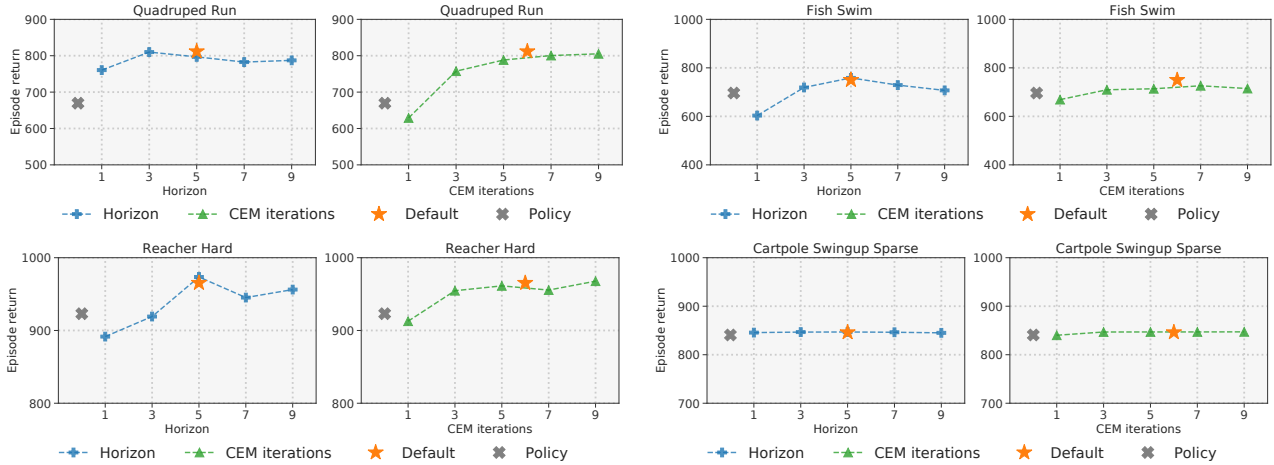 Quadruped Run
Episode return
900
800
700
600
500
1 3 5 7 9
Horizon
Quadruped Run
900
800
700
600
500
1 3 5 7 9
CEM iterations
Horizon CEM iterations Default Policy
Fish Swim
Episode return
1000
800
600
400
1 3 5 7 9
Horizon
Fish Swim
1000
800
600
400
1 3 5 7 9
CEM iterations
Horizon CEM iterations Default Policy
Reacher Hard
Episode return
1000
900
800
1 3 5 7 9
Horizon
Reacher Hard
1000
900
800
1 3 5 7 9
CEM iterations
Horizon CEM iterations Default Policy
Cartpole Swingup Sparse
Episode return
1000
900
800
700
1 3 5 7 9
Horizon
Cartpole Swingup Sparse
1000
900
800
700
1 3 5 7 9
CEM iterations
Horizon CEM iterations Default Policy